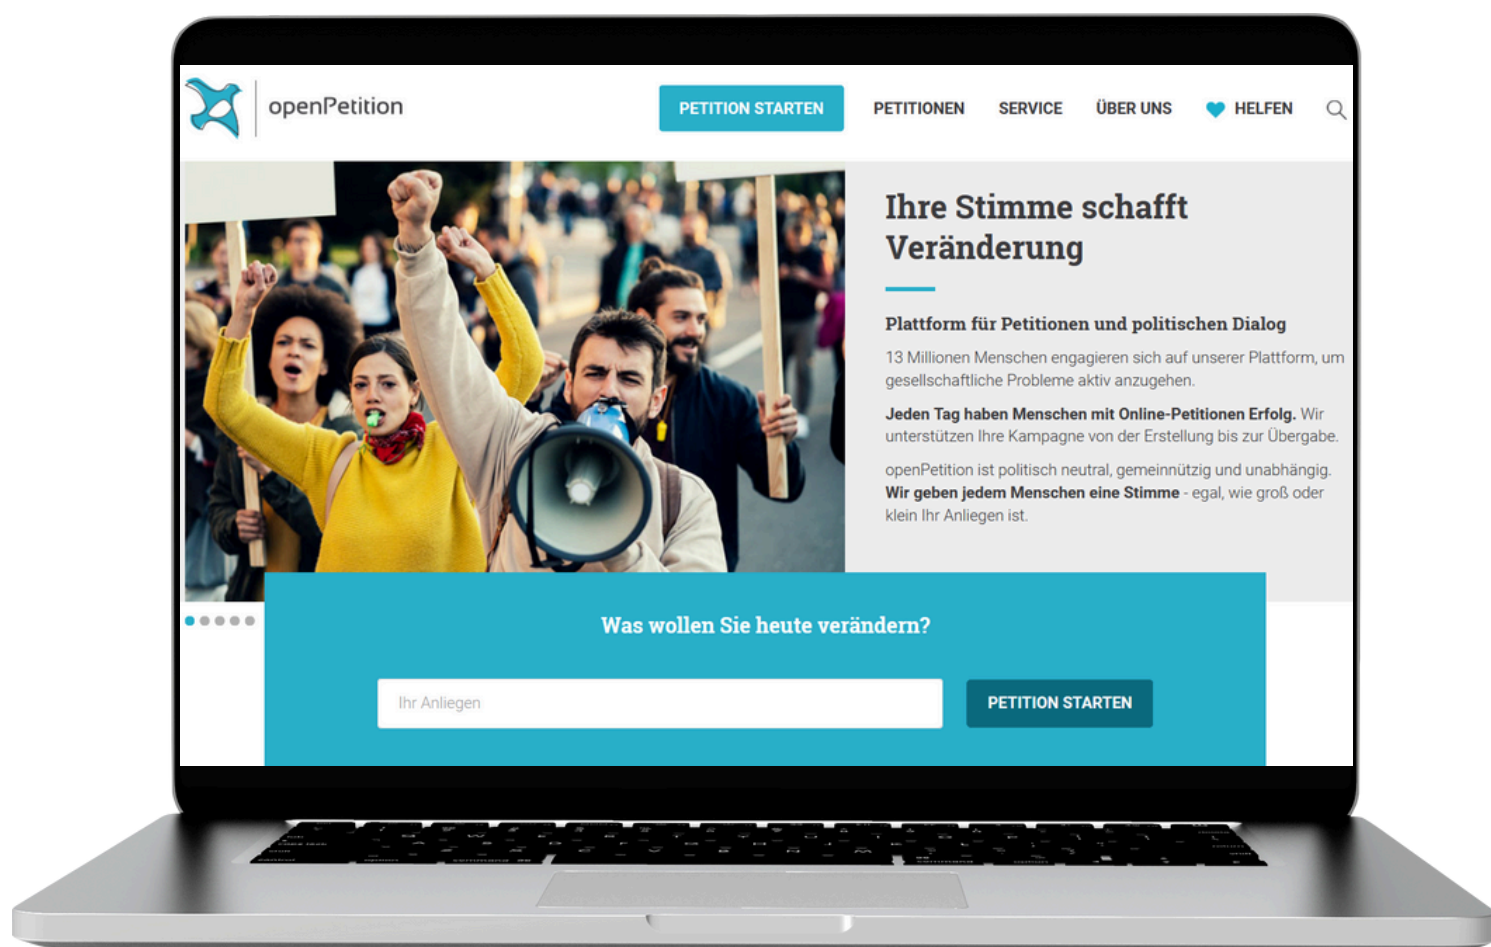 openPetition
PETITION STARTEN
PETITIONEN
SERVICE
ÜBER UNS
HELFEN
Ihre Stimme schafft
Veränderung
Plattform für Petitionen und politischen Dialog
13 Millionen Menschen engagieren sich auf unserer Plattform, um
gesellschaftliche Probleme aktiv anzugehen.
Jeden Tag haben Menschen mit Online-Petitionen Erfolg. Wir
unterstützen Ihre Kampagne von der Erstellung bis zur Übergabe.
openPetition ist politisch neutral, gemeinnützig und unabhängig.
Wir geben jedem Menschen eine Stimme - egal, wie groß oder
klein Ihr Anliegen ist.
Was wollen Sie heute verändern?
Ihr Anliegen
PETITION STARTEN